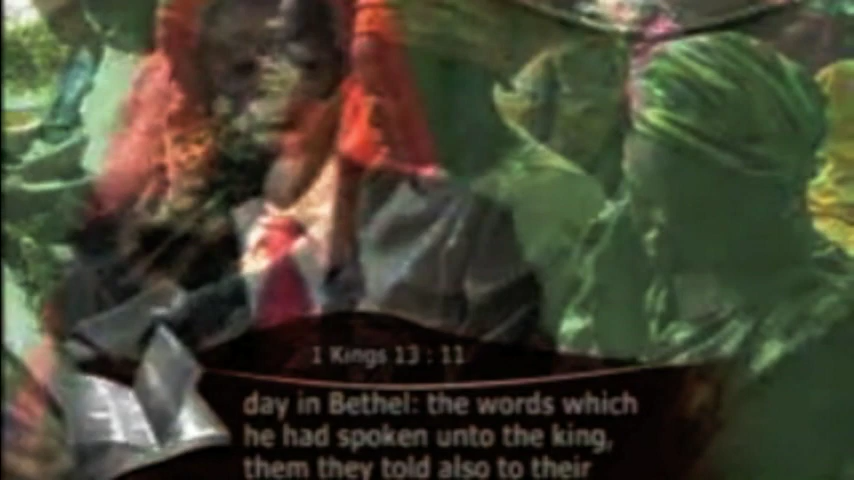 1 Kings 13 : 11
day in Bethel: the words which
he had spoken unto the king,
them they told also to their